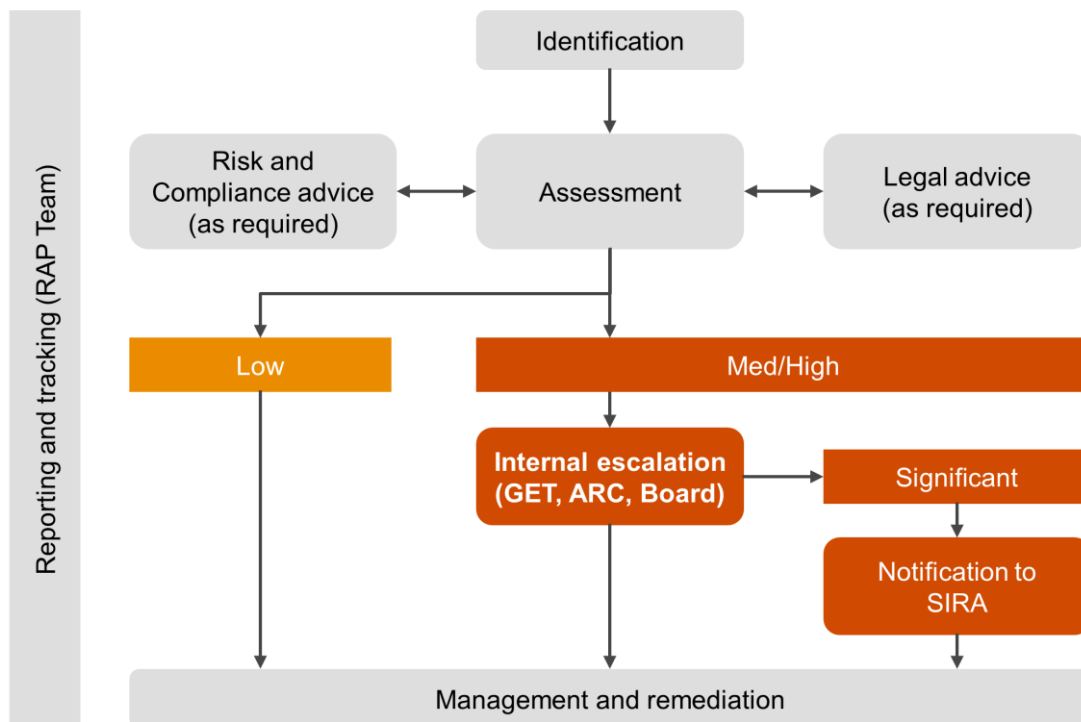 Reporting and tracking (RAP Team)
Identification
Risk and
Compliance advice
(as required)
Assessment
Legal advice
(as required)
Low
Med/High
Internal escalation
(GET, ARC, Board)
Significant
Notification to
SIRA
Management and remediation